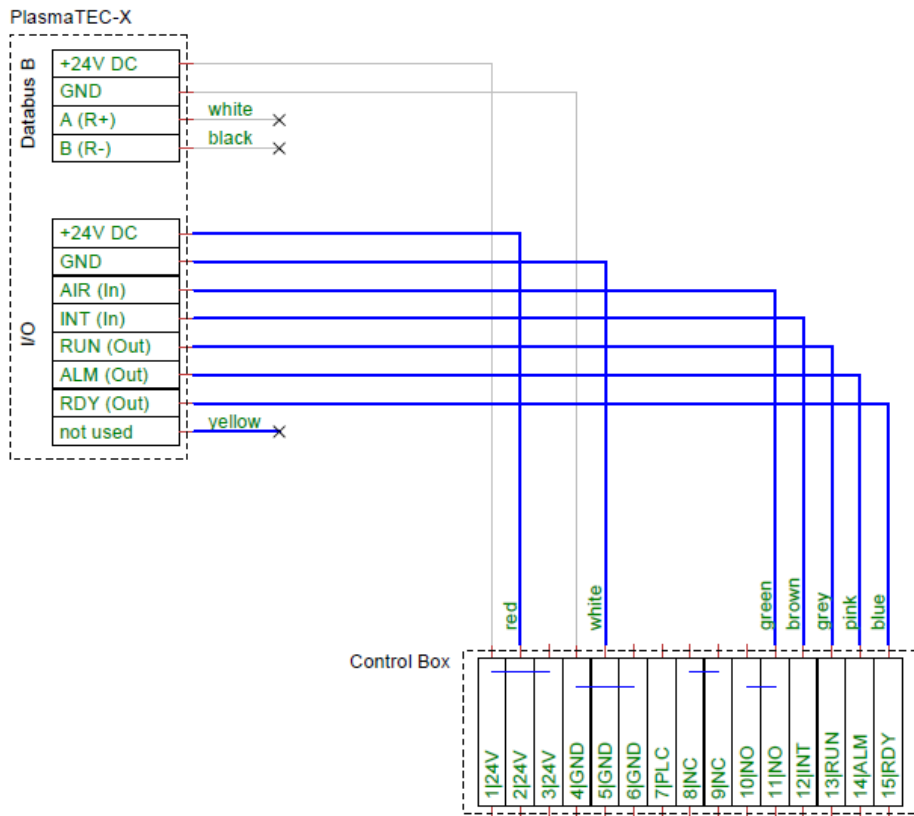 PlasmaTEC-X
Databus B
+24V DC
GND
A (R+)
white
B (R-)
black
I/O
+24V DC
GND
AIR (In)
INT (In)
RUN (Out)
ALM (Out)
RDY (Out)
not used
yellow
red
white
green
brown
grey
pink
blue
Control Box
1|24V
2|24V
3|24V
4|GND
5|GND
6|GND
7|PLC
8|NC
9|NC
10|NO
11|NO
12|INT
13|RUN
14|ALM
15|RDY